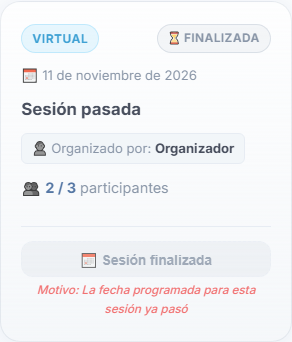 VIRTUAL
FINALIZADA
11 de noviembre de 2026
Sesión pasada
Organizado por: Organizador
2 / 3 participantes
Sesión finalizada
Motivo: La fecha programada para esta
sesión ya pasó